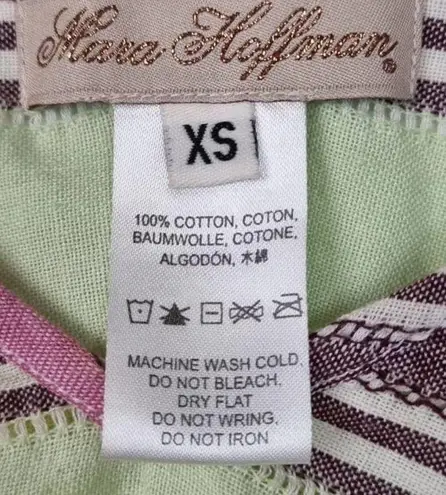 Mara Hoffman®
XS
100% COTTON, COTON,
BAUMWOLLE, COTONE,
ALGODÓN, 木綿
MACHINE WASH COLD.
DO NOT BLEACH.
DRY FLAT
DO NOT WRING.
DO NOT IRON